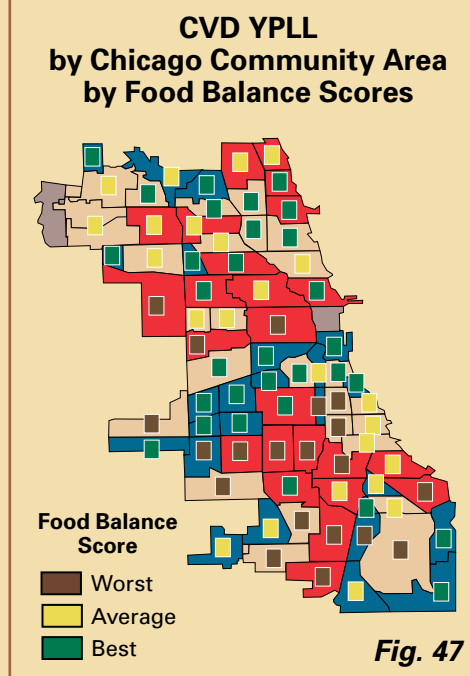 CVD YPLL
by Chicago Community Area
by Food Balance Scores
Food Balance
Score
Worst
Average
Best
Fig. 47